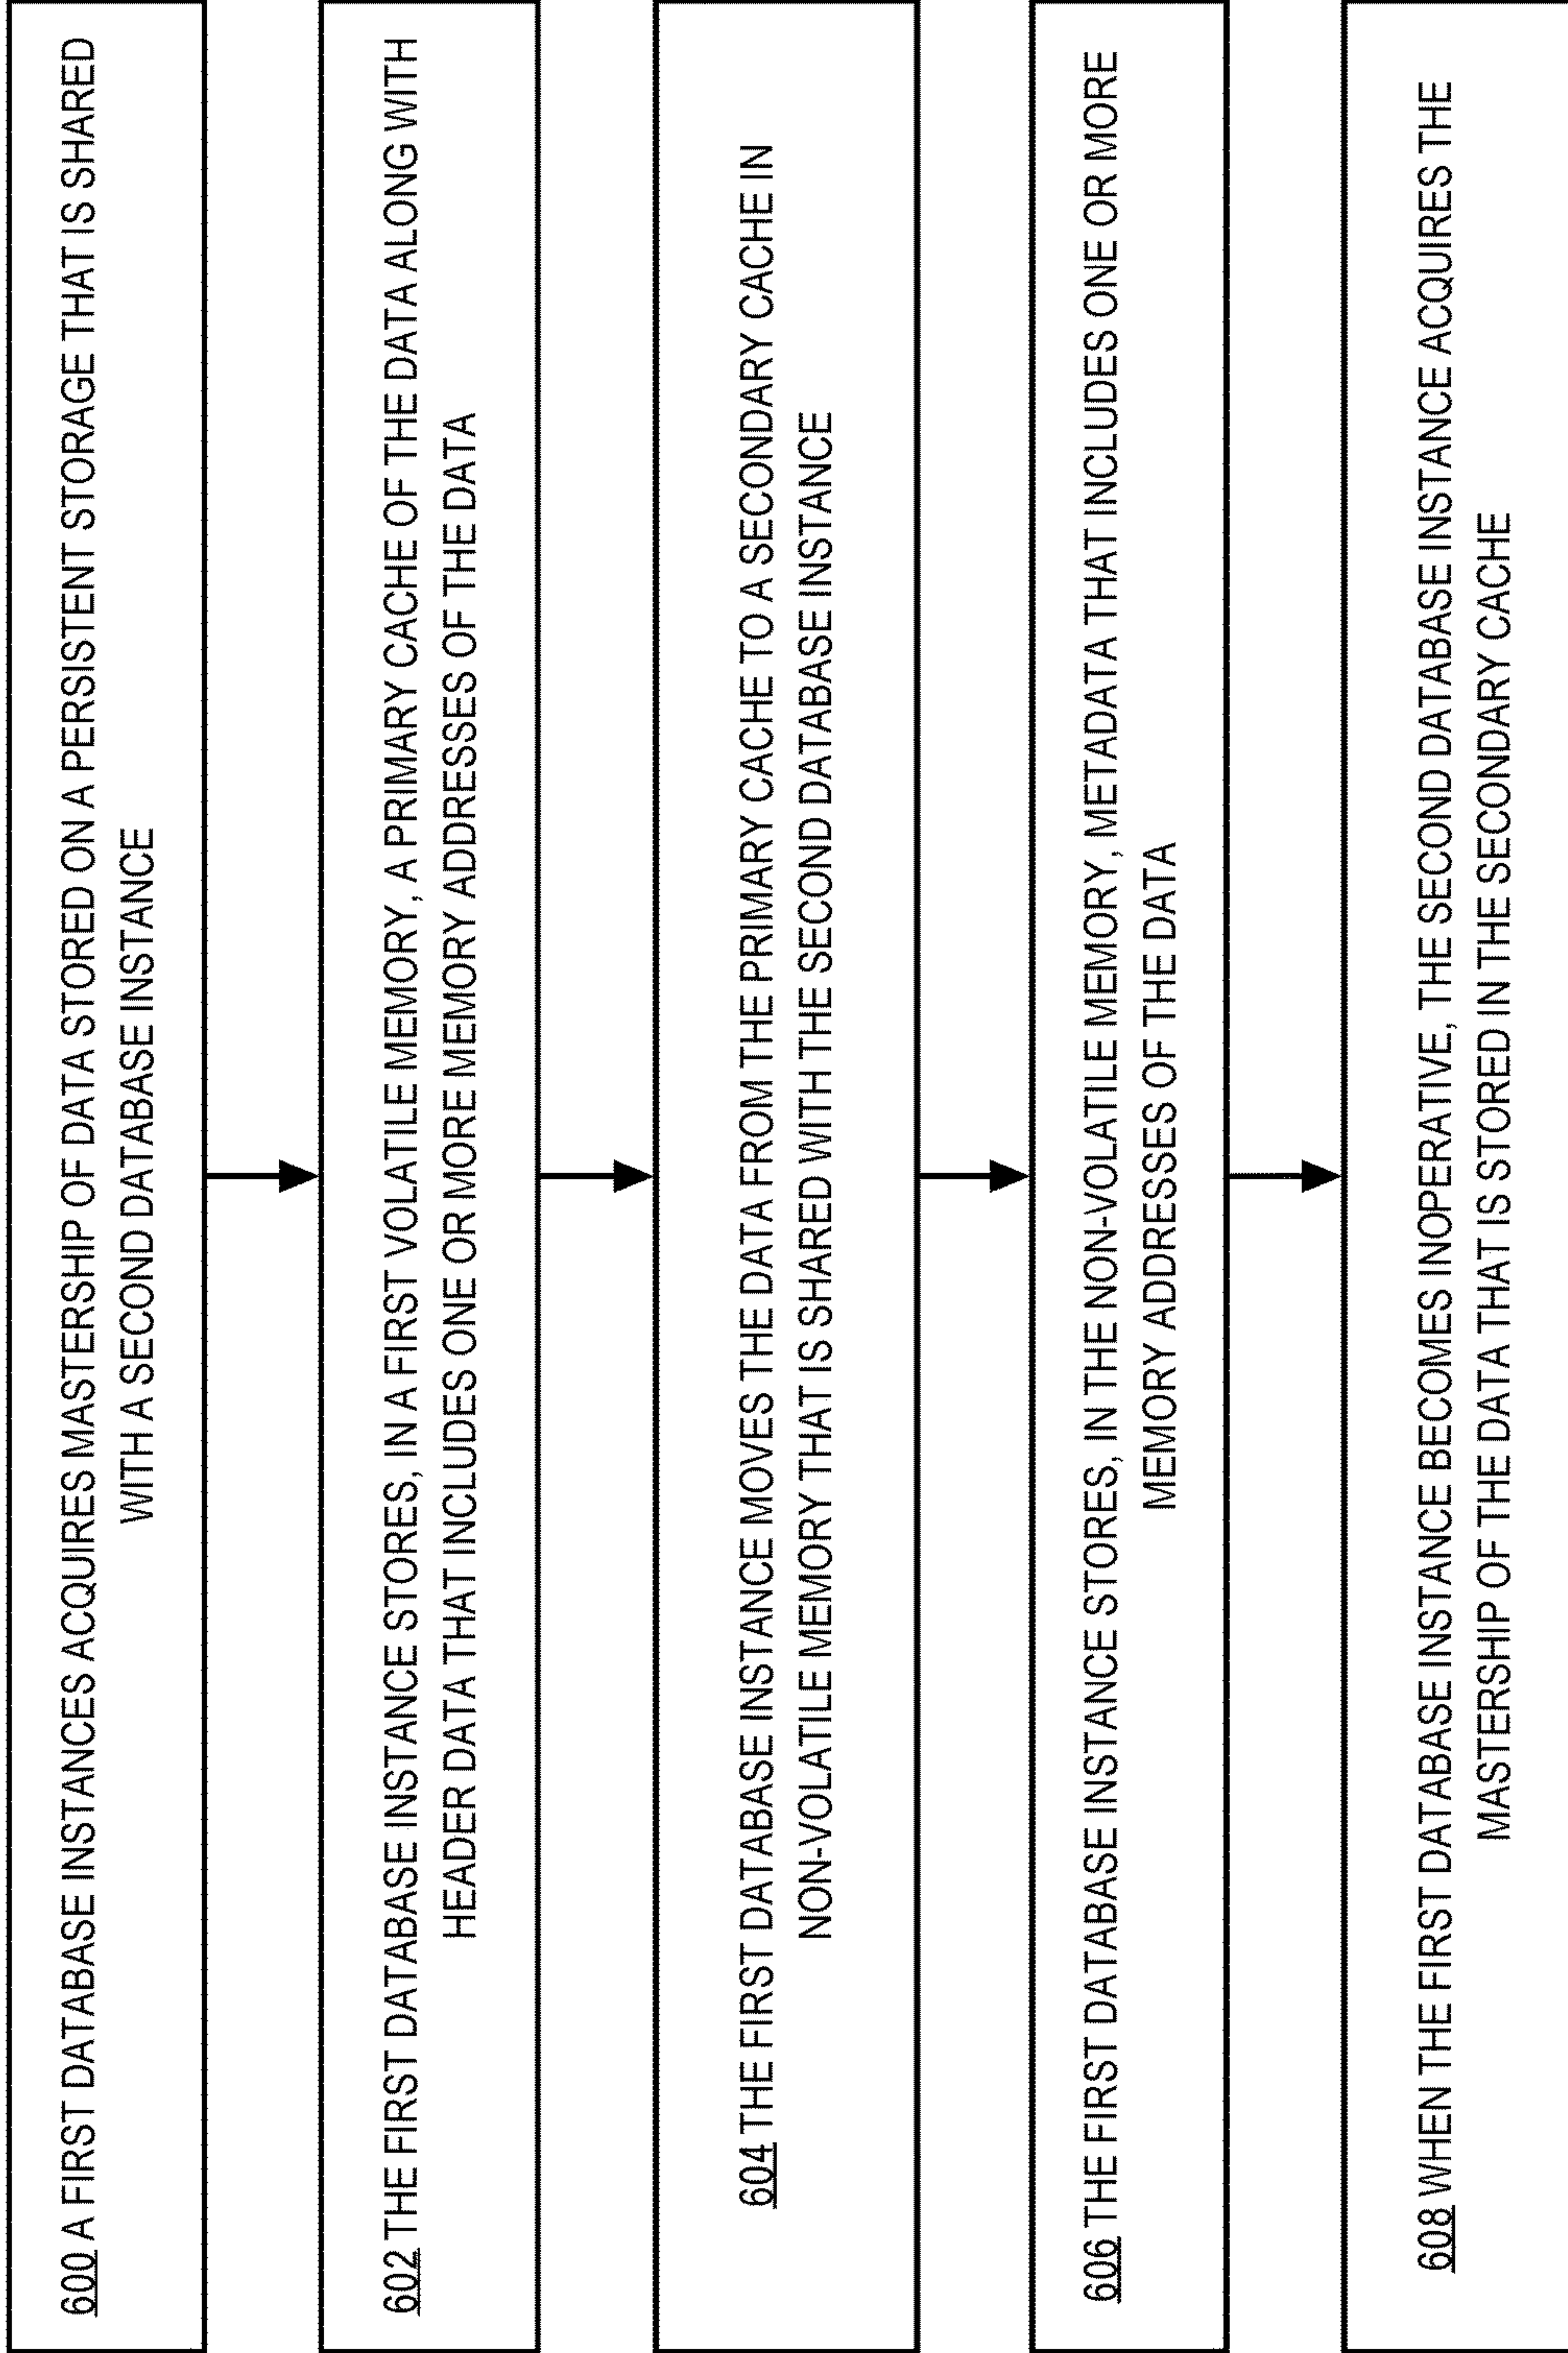 600 A FIRST DATABASE INSTANCES ACQUIRES MASTERSHIP OF DATA STORED ON A PERSISTENT STORAGE THAT IS SHARED
WITH A SECOND DATABASE INSTANCE
602 THE FIRST DATABASE INSTANCE STORES, IN A FIRST VOLATILE MEMORY, A PRIMARY CACHE OF THE DATA ALONG WITH
HEADER DATA THAT INCLUDES ONE OR MORE MEMORY ADDRESSES OF THE DATA
604 THE FIRST DATABASE INSTANCE MOVES THE DATA FROM THE PRIMARY CACHE TO A SECONDARY CACHE IN
NON-VOLATILE MEMORY THAT IS SHARED WITH THE SECOND DATABASE INSTANCE
606 THE FIRST DATABASE INSTANCE STORES, IN THE NON-VOLATILE MEMORY, METADATA THAT INCLUDES ONE OR MORE
MEMORY ADDRESSES OF THE DATA
608 WHEN THE FIRST DATABASE INSTANCE BECOMES INOPERATIVE, THE SECOND DATABASE INSTANCE ACQUIRES THE
MASTERSHIP OF THE DATA THAT IS STORED IN THE SECONDARY CACHE